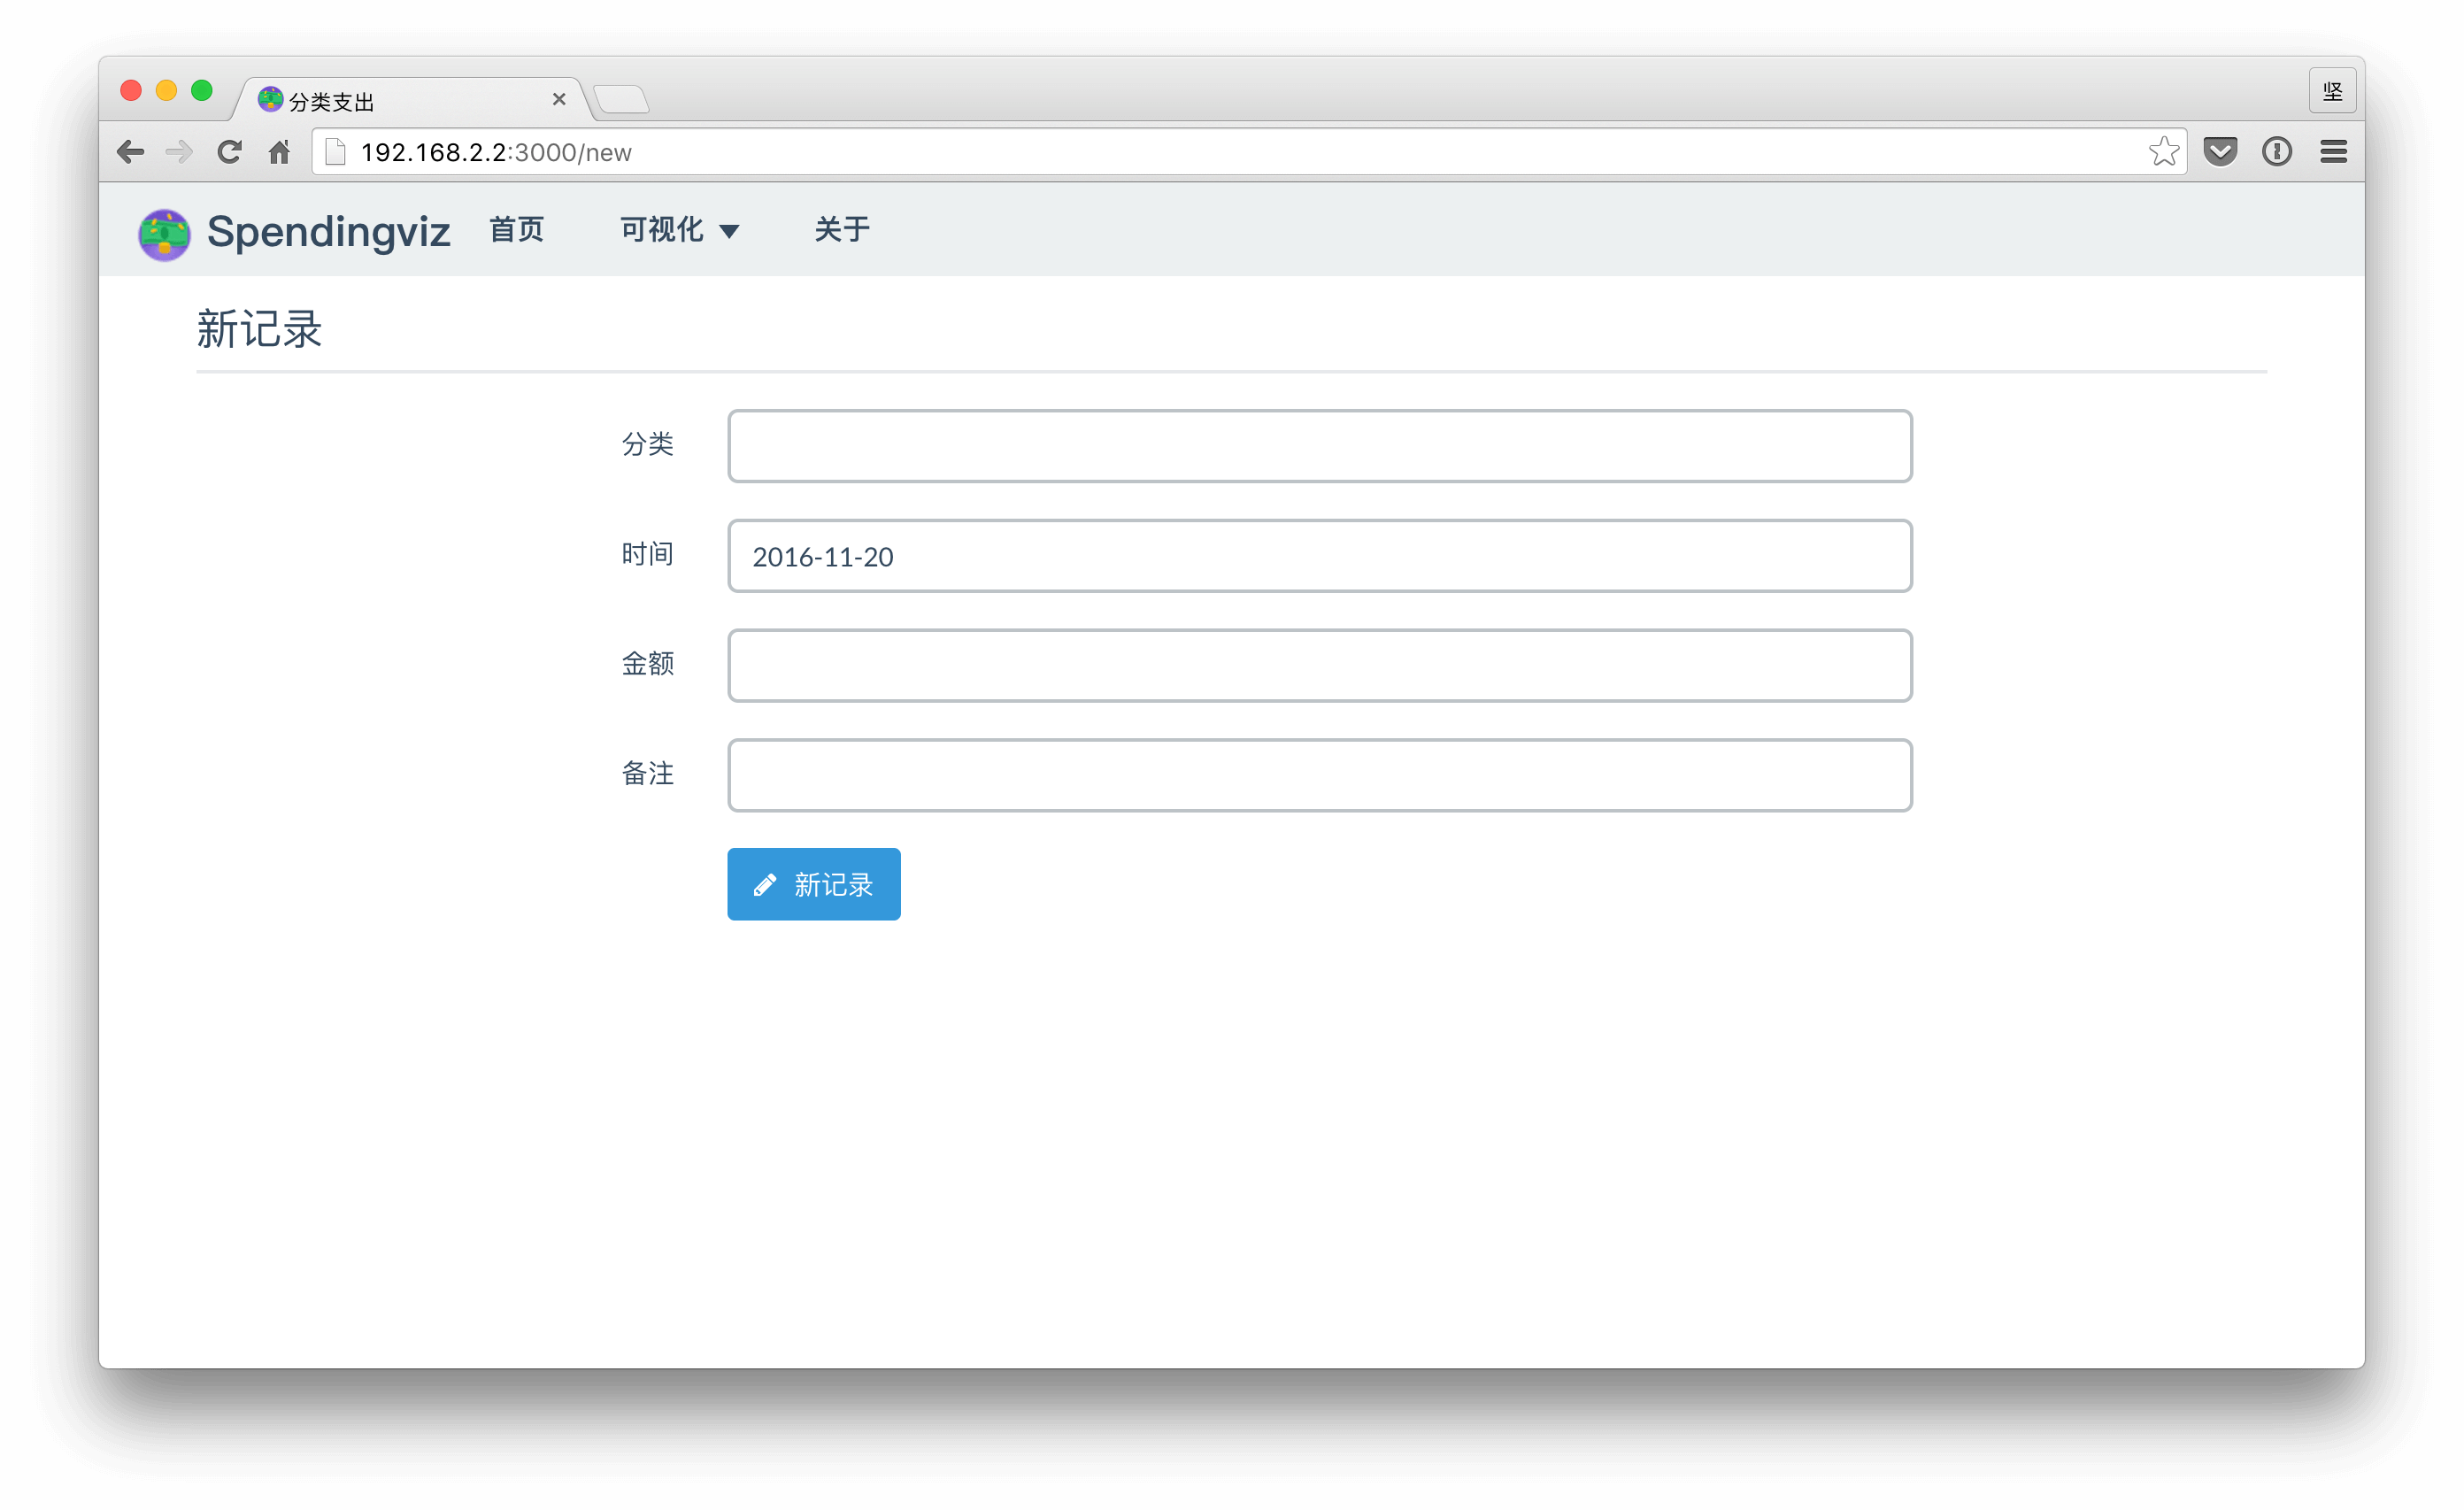 分类支出
坚
192.168.2.2:3000/new
Spendingviz 首页 可视化 关于
新记录
分类
时间 2016-11-20
金额
备注
新记录